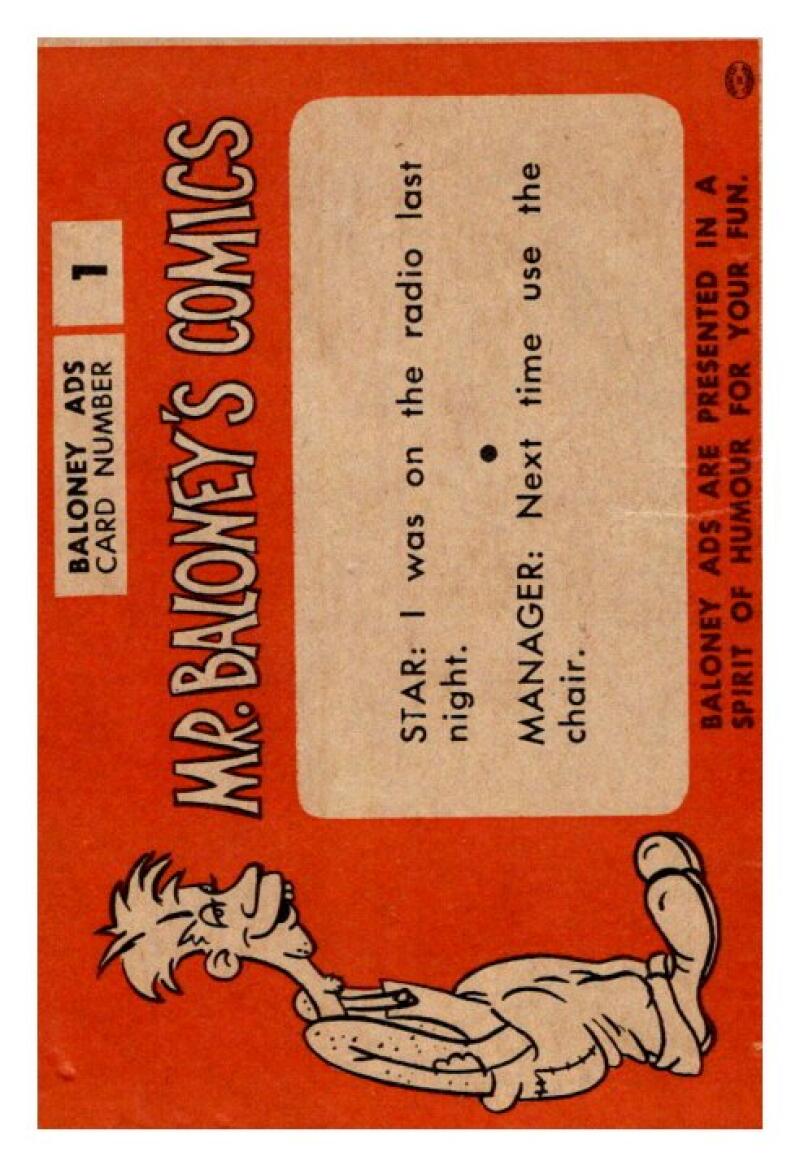 BALONEY ADS
CARD NUMBER
1
MR. BALONEY'S COMICS
STAR: I was on the radio last
night.
MANAGER: Next time use the
chair.
BALONEY ADS ARE PRESENTED IN A
SPIRIT OF HUMOUR FOR YOUR FUN.